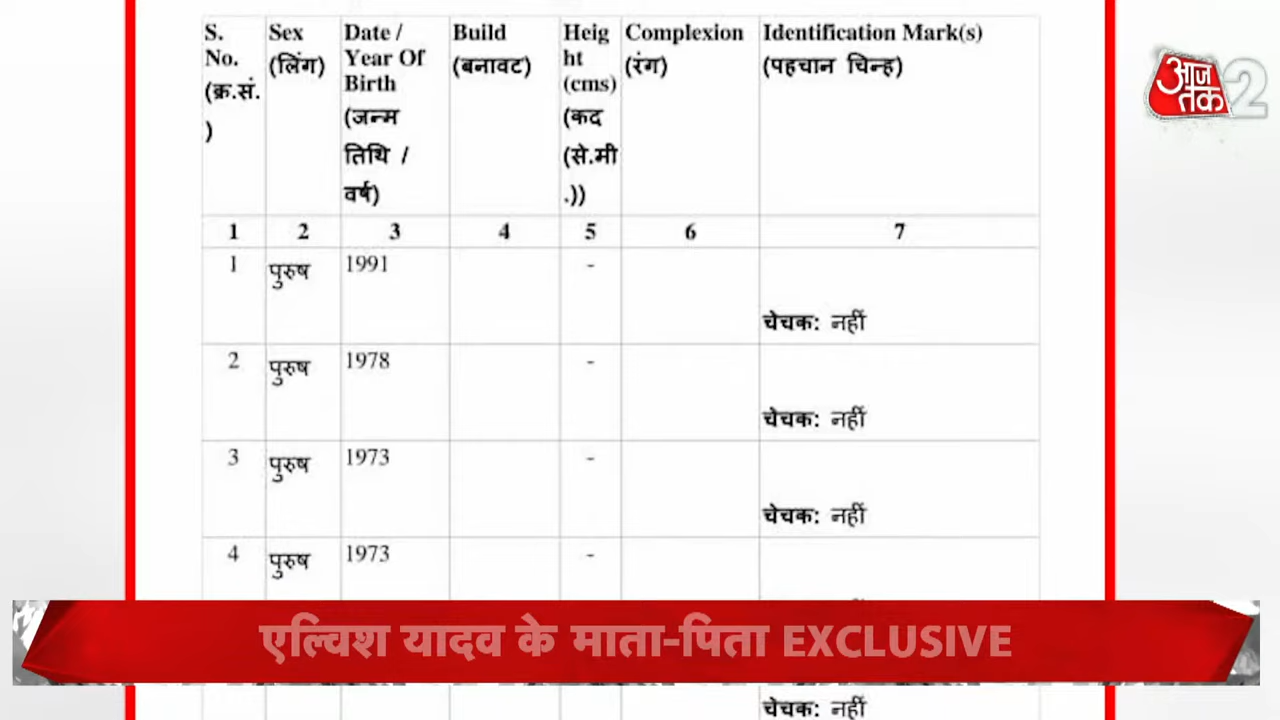 S. No. (क्र.सं.) Sex (लिंग) Date / Year Of Birth (जन्म तिथि / वर्ष) Build (बनावट) Height (cms) (कद (से.मी.)) Complexion (रंग) Identification Mark(s) (पहचान चिन्ह)
आज तक 2
1 2 3 4 5 6 7
1 पुरुष 1991 -
चेचक: नहीं
2 पुरुष 1978 -
चेचक: नहीं
3 पुरुष 1973 -
चेचक: नहीं
4 पुरुष 1973 -
एल्विश यादव के माता-पिता EXCLUSIVE
चेचक: नहीं